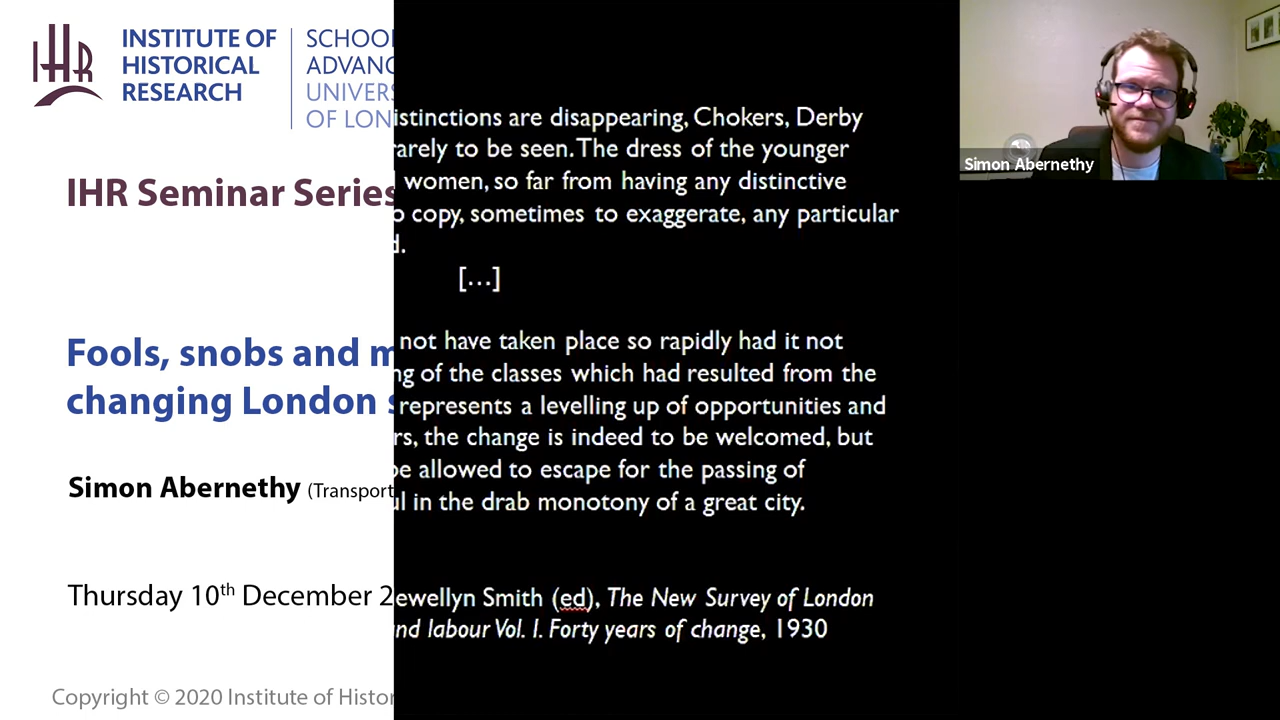 IHR
INSTITUTE OF
HISTORICAL
RESEARCH
SCHOO
ADVANC
UNIVERS
OF LON
IHR Seminar Series
Fools, snobs and m
changing London s
Simon Abernethy (Transport
Thursday 10th December 2
Copyright © 2020 Institute of Histor
istinctions are disappearing, Chokers, Derby
rarely to be seen. The dress of the younger
women, so far from having any distinctive
o copy, sometimes to exaggerate, any particular
d.
[…]
not have taken place so rapidly had it not
ng of the classes which had resulted from the
represents a levelling up of opportunities and
rs, the change is indeed to be welcomed, but
be allowed to escape for the passing of
ul in the drab monotony of a great city.
ewellyn Smith (ed), The New Survey of London
nd labour Vol. I. Forty years of change, 1930
Simon Abernethy